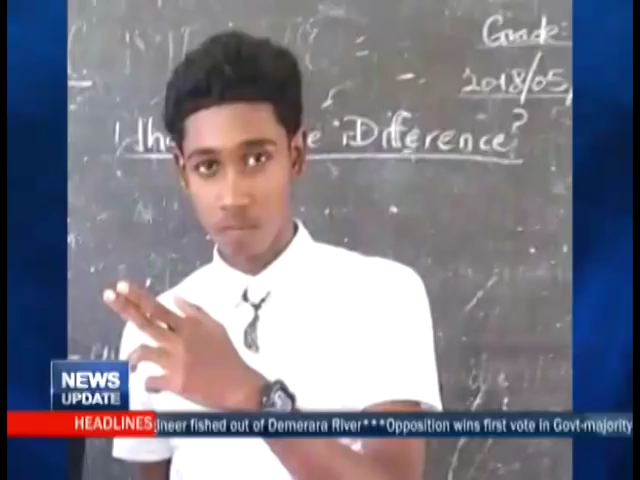 Grade:
2018/05
Difference?
NEWS
UPDATE
HEADLINES
ineer fished out of Demerara River***Opposition wins first vote in Govt-majority